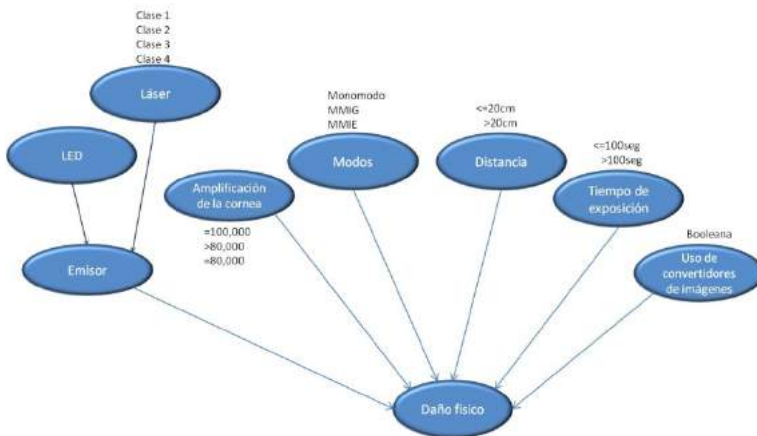 Clase 1
Clase 2
Clase 3
Clase 4
Láser
LED
Emisor
Amplificación
de la cornea
=100,000
>80,000
=80,000
Monomodo
MMIG
MMIE
Modos
<=20cm
>20cm
Distancia
<=100seg
>100seg
Tiempo de
exposición
Booleana
Uso de
convertidores
de imágenes
Daño físico